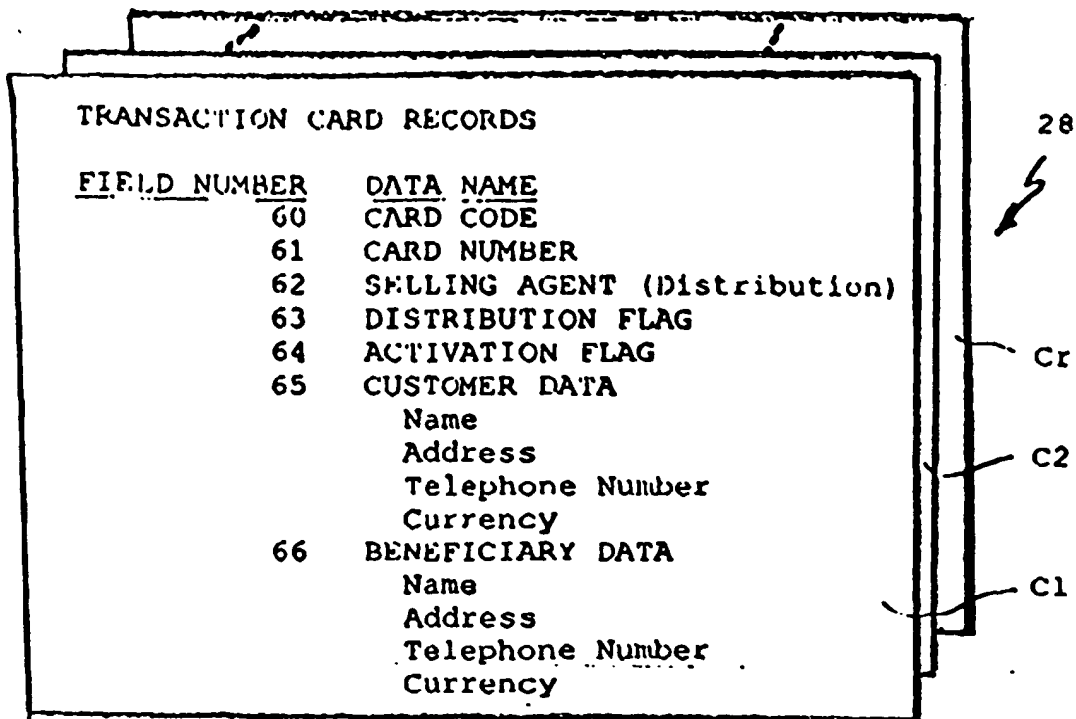 TRANSACTION CARD RECORDS
28
FIELD NUMBER DATA NAME
60 CARD CODE
61 CARD NUMBER
62 SELLING AGENT (Distribution)
63 DISTRIBUTION FLAG
64 ACTIVATION FLAG
Cr
65 CUSTOMER DATA
Name
Address
C2
Telephone Number
Currency
66 BENEFICIARY DATA
Name
C1
Address
Telephone Number
Currency